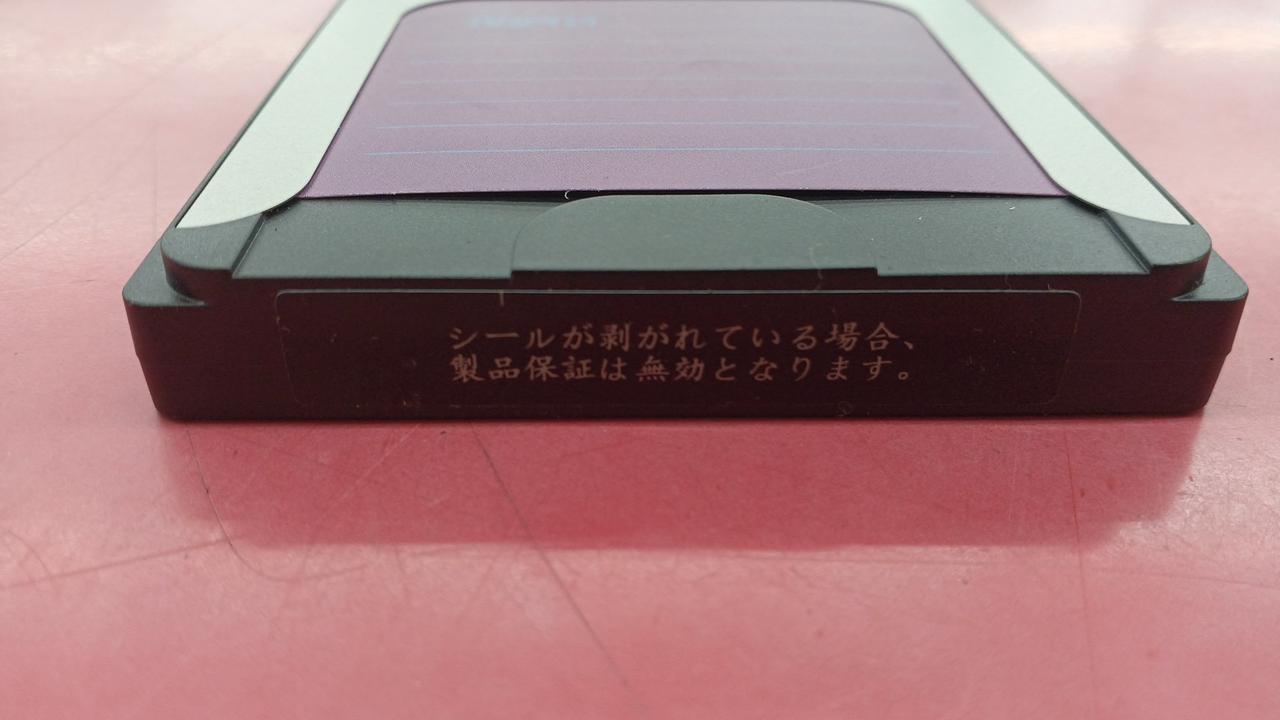 シールが剥がれている場合、
製品保証は無効となります。